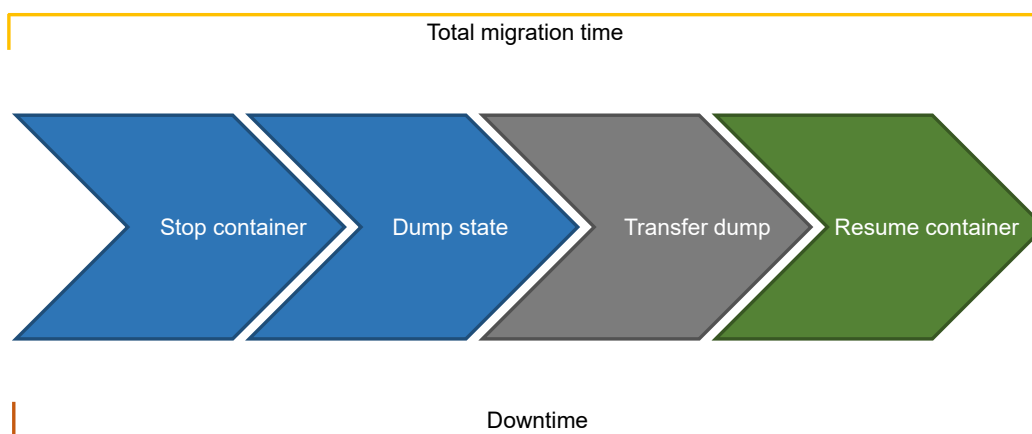 Total migration time
Stop container
Dump state
Transfer dump
Resume container
Downtime